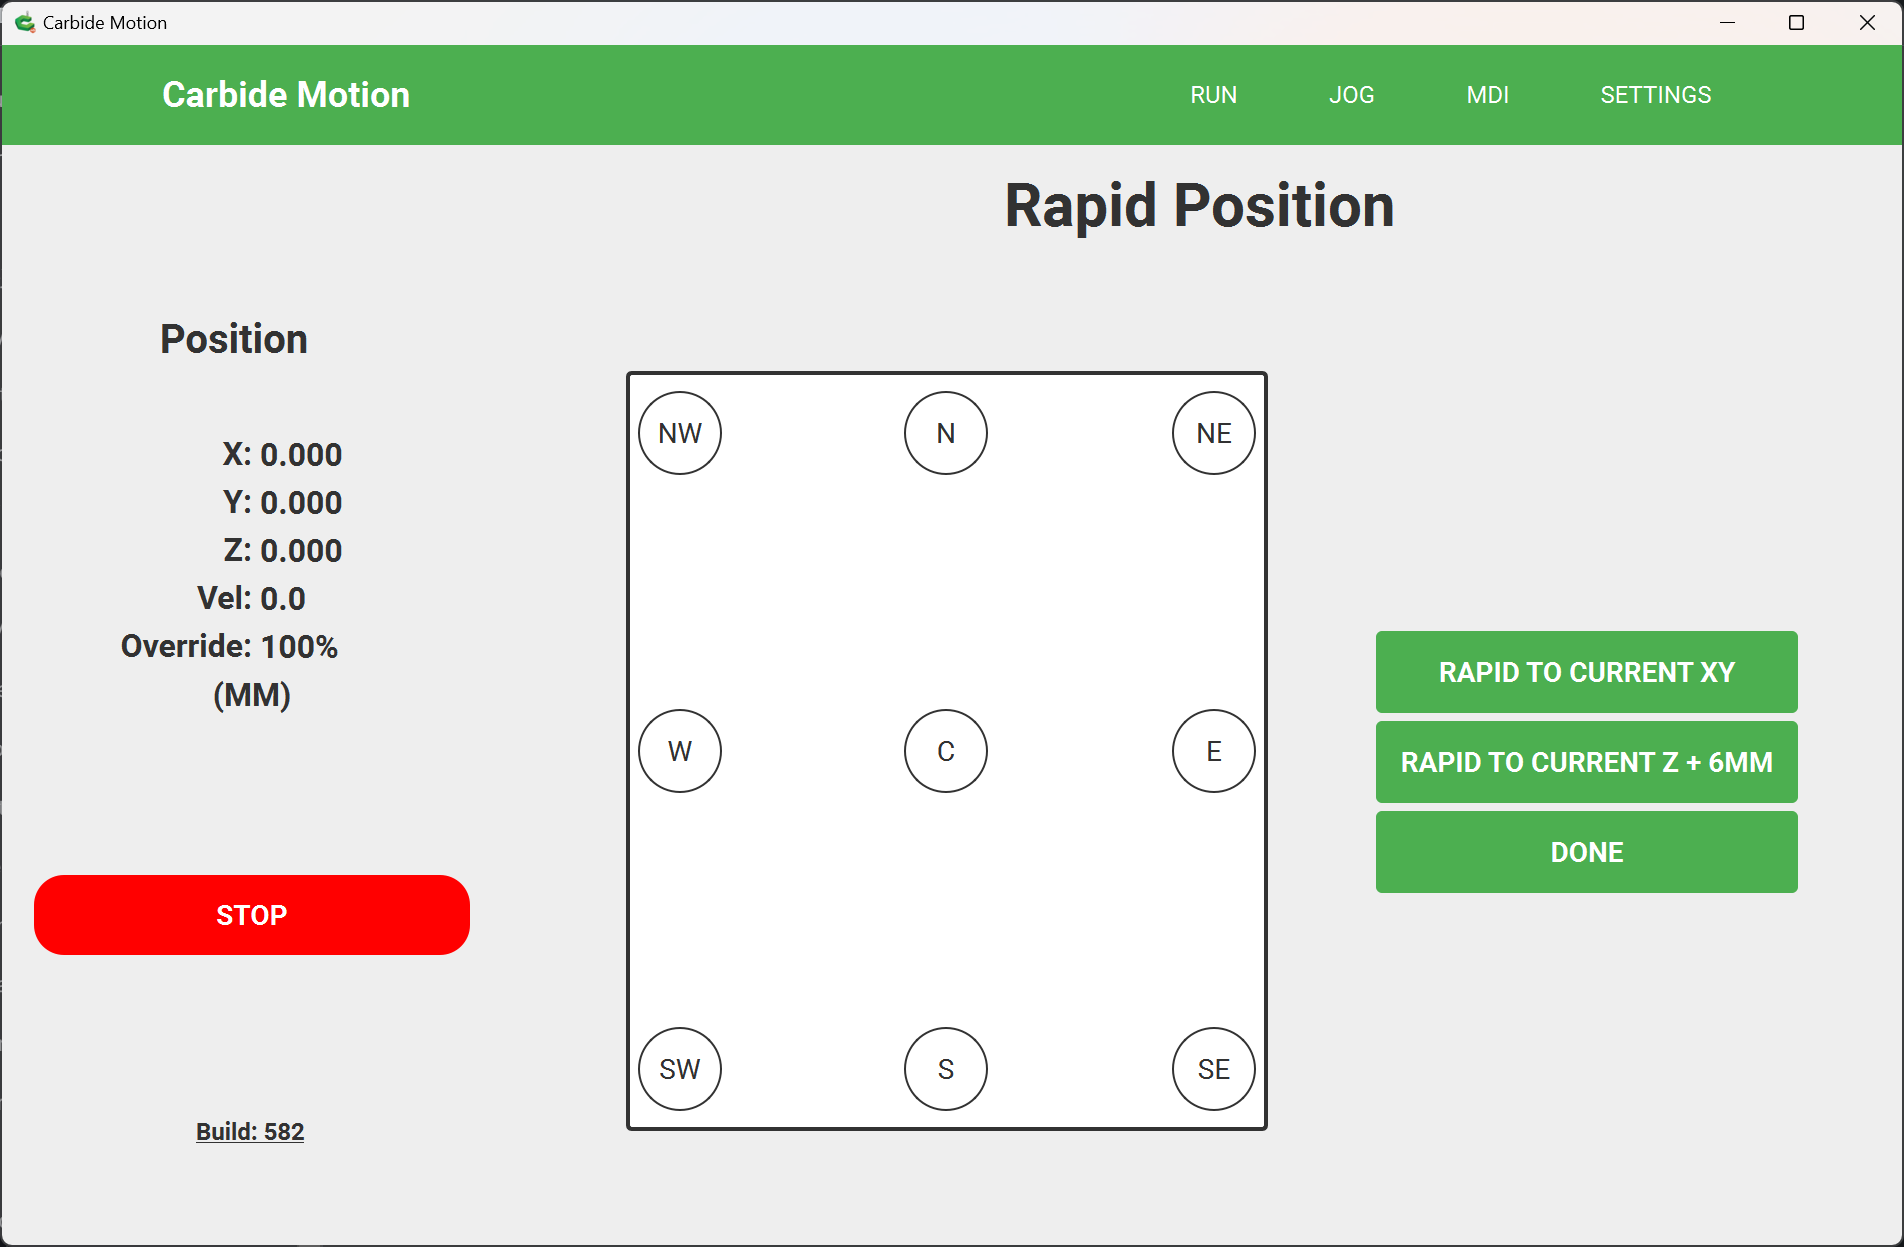 Carbide Motion
Carbide Motion
RUN JOG MDI SETTINGS
Rapid Position
Position
X: 0.000
Y: 0.000
Z: 0.000
Vel: 0.0
Override: 100%
(MM)
STOP
Build: 582
NW N NE
W C E
SW S SE
RAPID TO CURRENT XY
RAPID TO CURRENT Z + 6MM
DONE